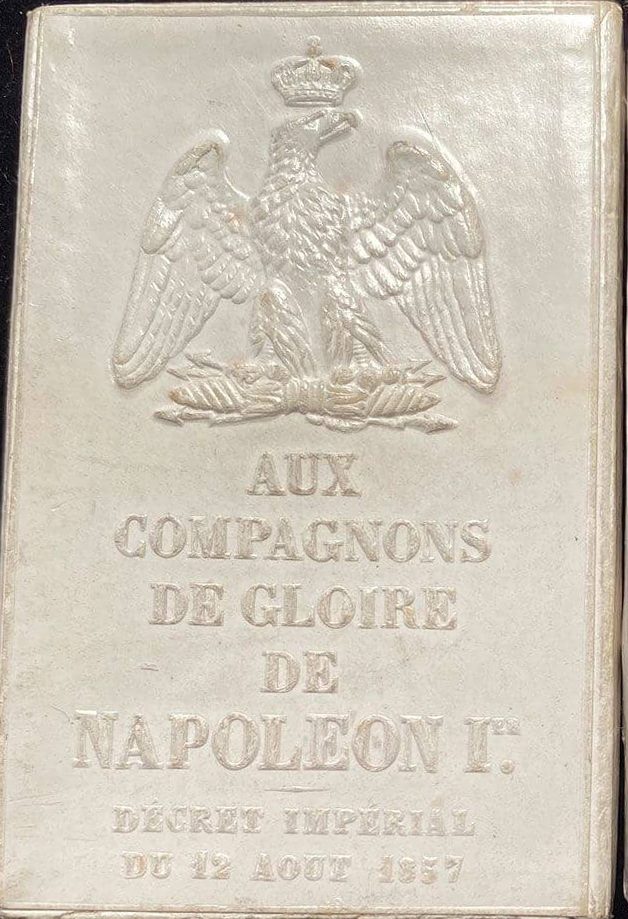 AUX
COMPAGNONS
DE GLOIRE
DE
NAPOLEON Iᴱᴿ.
DÉCRET IMPÉRIAL
DU 12 AOUT 1857